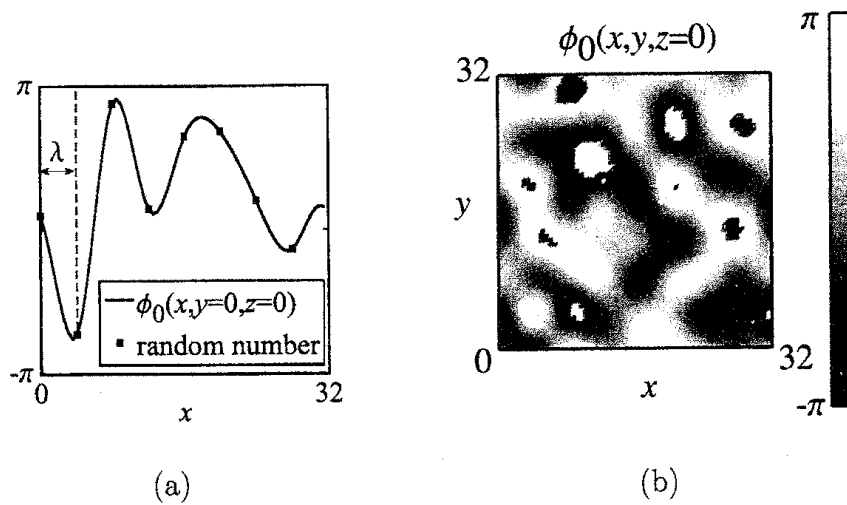 π
λ
ϕ₀(x,y=0,z=0)
random number
-π
0
x
32
(a)
ϕ₀(x,y,z=0)
32
y
0
x
32
π
-π
(b)